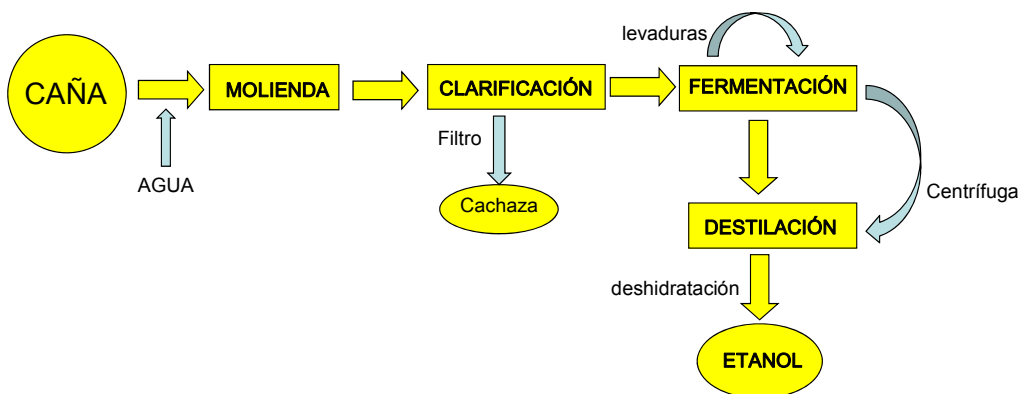 CAÑA
AGUA
MOLIENDA
CLARIFICACIÓN
Filtro
Cachaza
levaduras
FERMENTACIÓN
Centrífuga
DESTILACIÓN
deshidratación
ETANOL